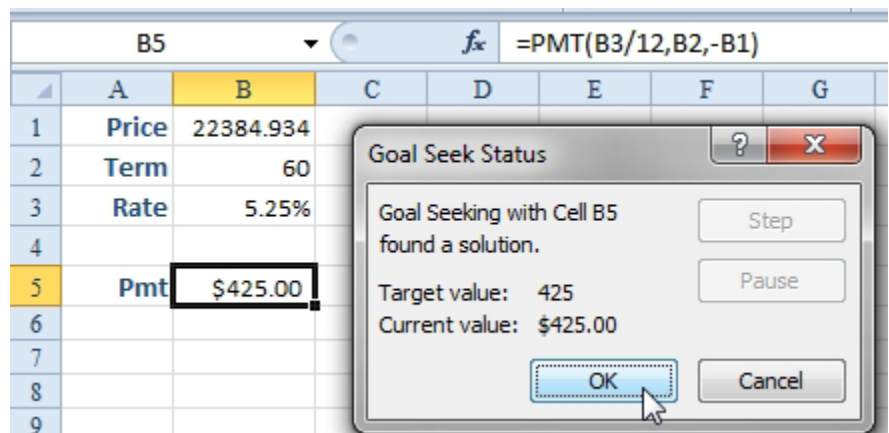 B5 fx =PMT(B3/12,B2,-B1)
A B C D E F G
1 Price 22384.934
2 Term 60
3 Rate 5.25%
4
5 Pmt $425.00
6
7
8
9
Goal Seek Status
? X
Goal Seeking with Cell B5
found a solution.
Step
Target value: 425
Pause
Current value: $425.00
OK Cancel